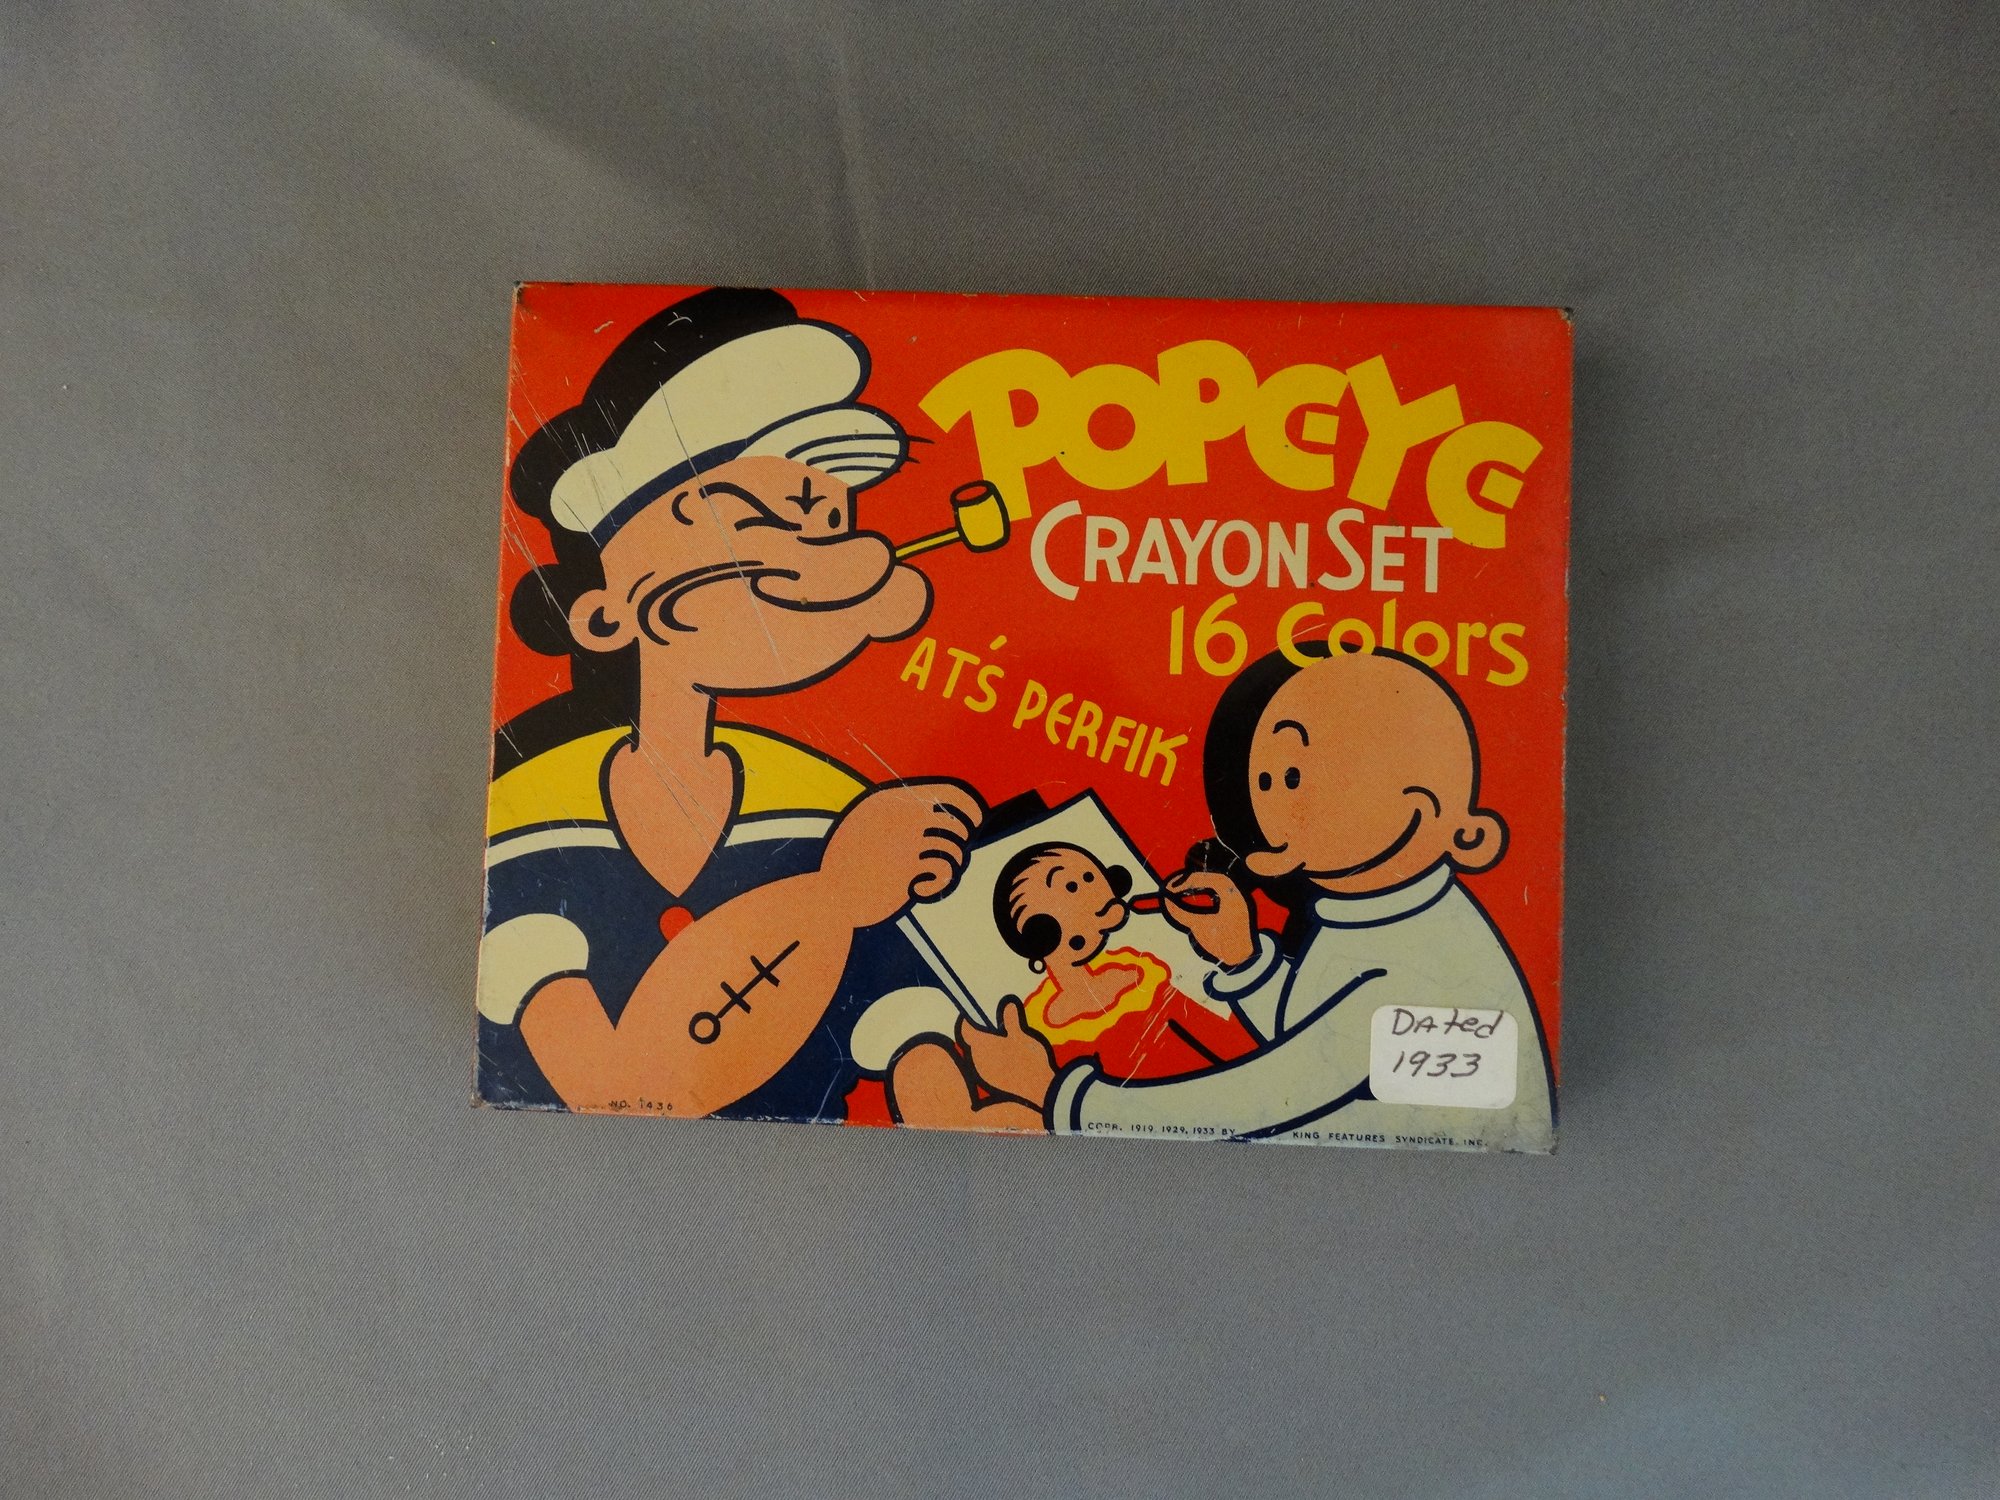 POPEYE
CRAYON SET
16 Colors
AT'S PERFIK
Dated
1933
NO. 1436
COPR. 1919, 1929, 1933 BY KING FEATURES SYNDICATE, INC.